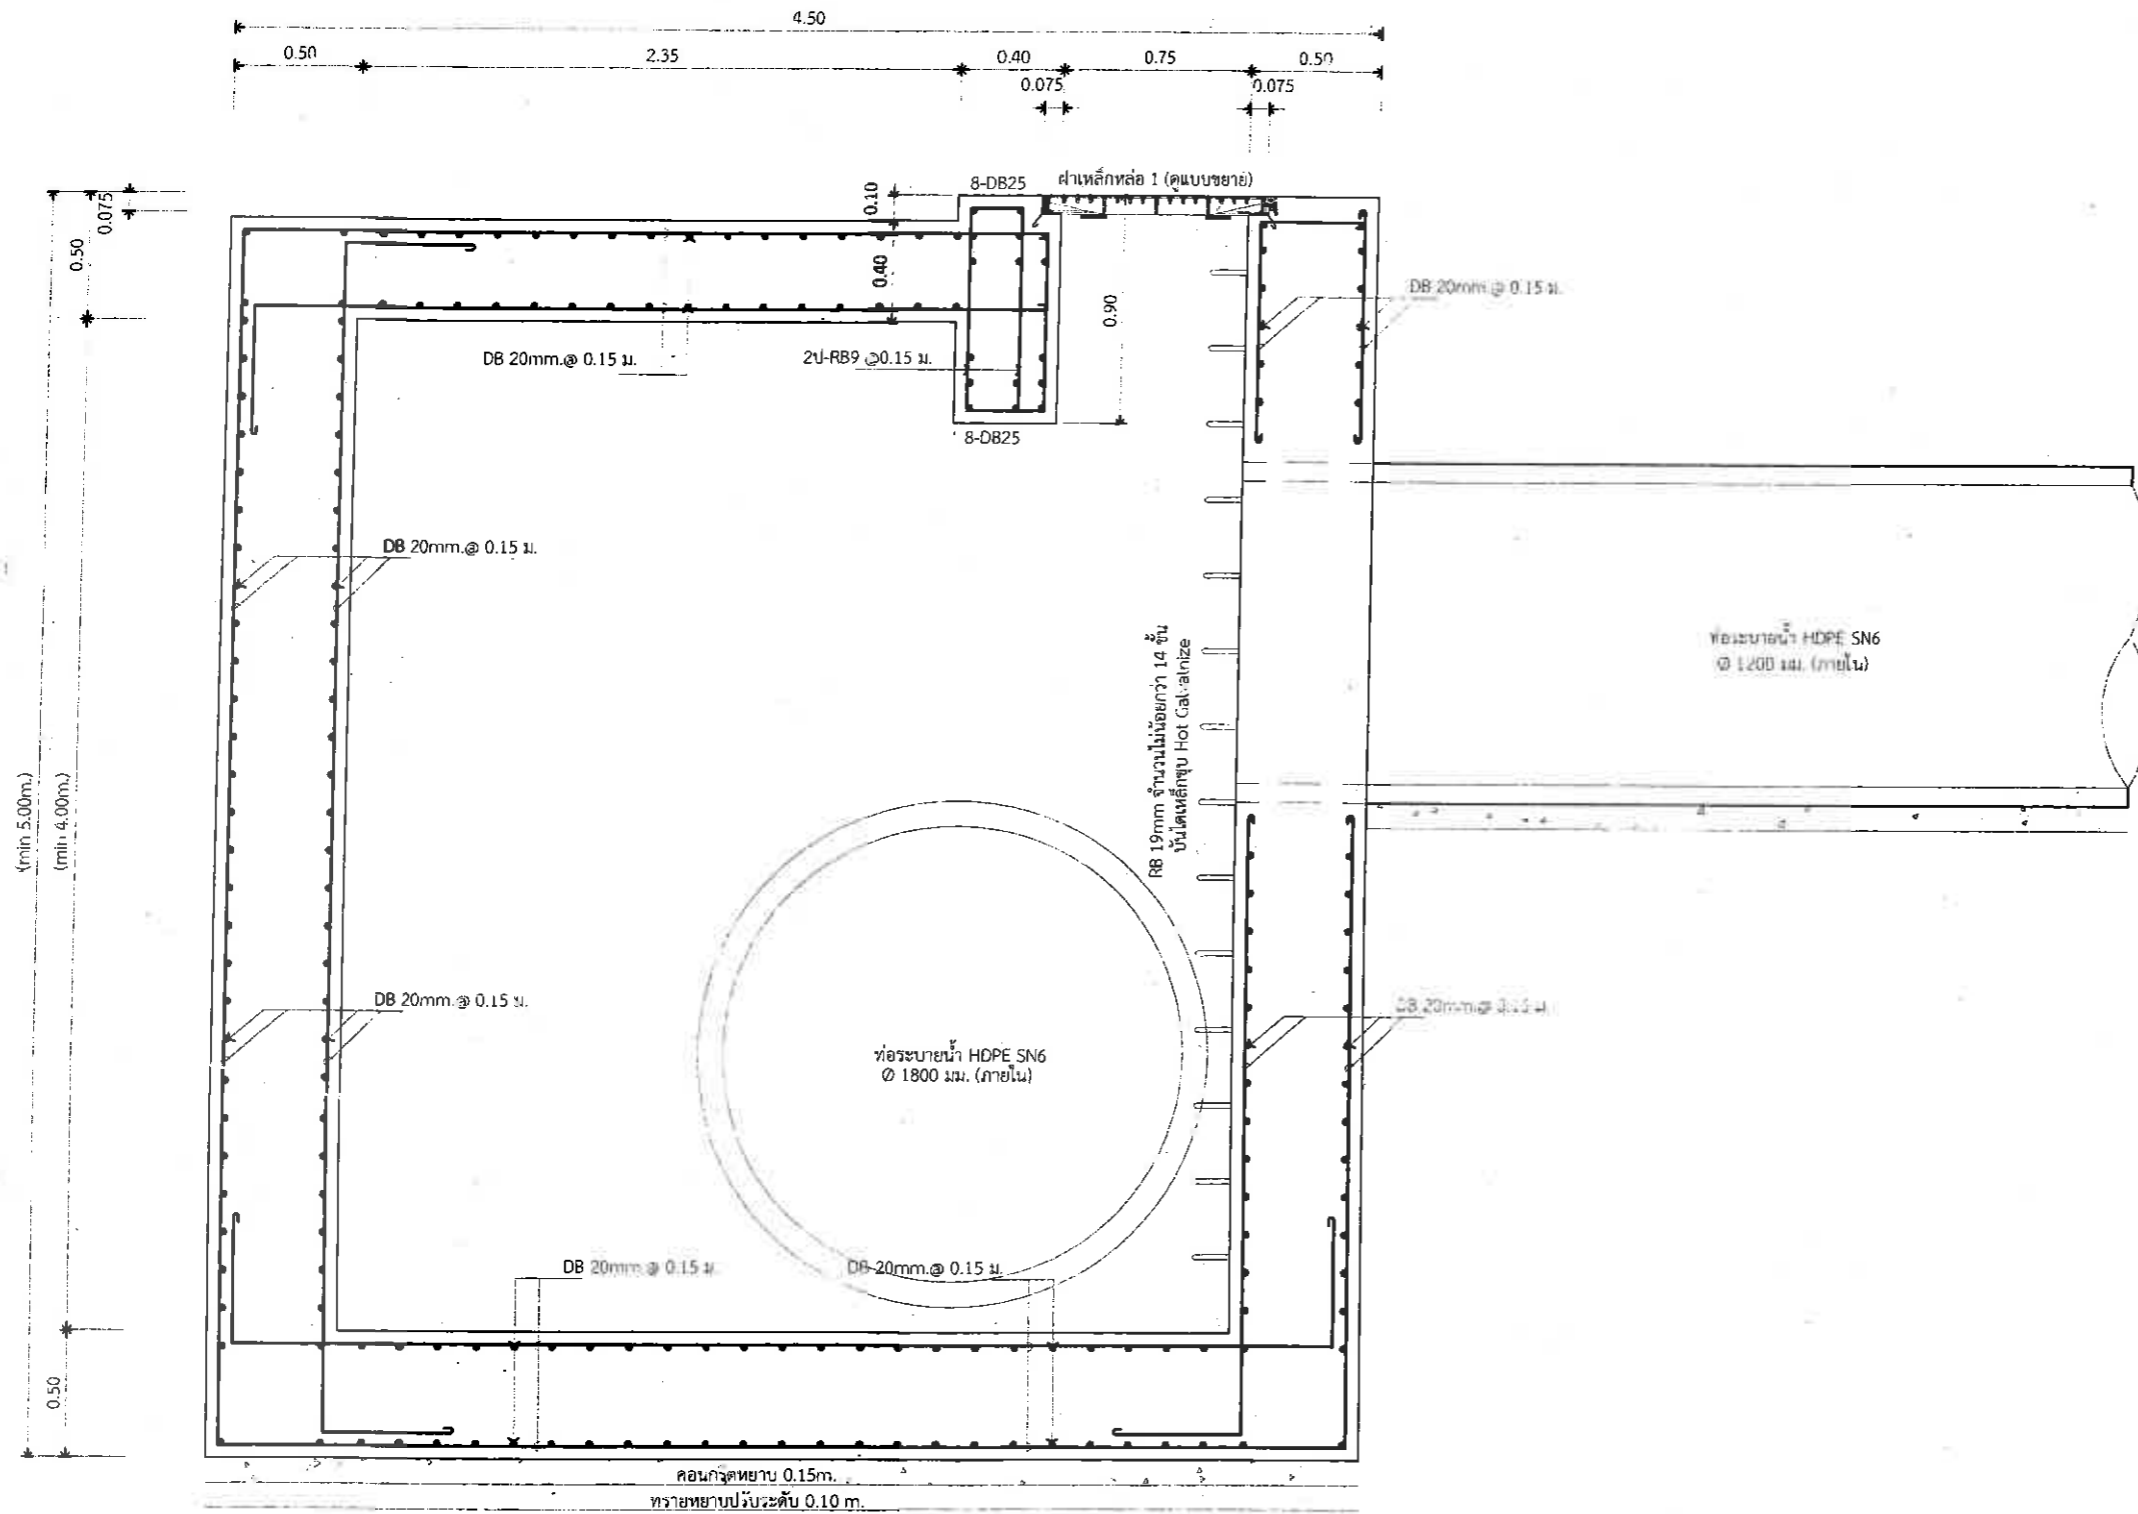 4.50
0.50
2.35
0.40
0.75
0.50
0.075
0.075
0.075
0.50
0.10
8-DB25
ฝาเหล็กหล่อ 1 (ดูแบบขยาย)
0.40
0.90
DB 20mm.@ 0.15 ม.
DB 20mm.@ 0.15 ม.
2ป-RB9 @0.15 ม.
8-DB25
DB 20mm.@ 0.15 ม.
ท่อระบายน้ำ HDPE SN6
Ø 1200 มม. (ภายใน)
RB 19mm จำนวนไม่น้อยกว่า 14 ขั้น
บันไดเหล็กชุบ Hot Galvalnize
(min 5.00m.)
(min 4.00m.)
DB 20mm.@ 0.15 ม.
DB 20mm.@ 0.15 ม.
ท่อระบายน้ำ HDPE SN6
Ø 1800 มม. (ภายใน)
DB 20mm.@ 0.15 ม.
DB 20mm.@ 0.15 ม.
0.50
คอนกรีตหยาบ 0.15m.
ทรายหยาบปรับระดับ 0.10 m.